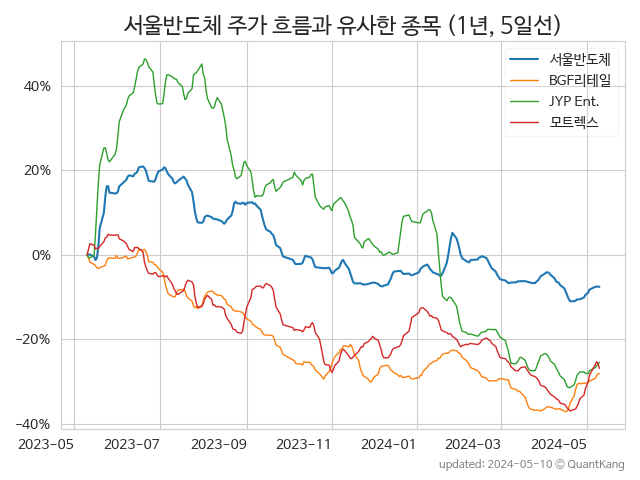 서울반도체 주가 흐름과 유사한 종목 (1년, 5일선)
서울반도체
BGF리테일
JYP Ent.
모트렉스
40%
20%
0%
−20%
−40%
2023-05 2023-07 2023-09 2023-11 2024-01 2024-03 2024-05
updated: 2024-05-10 © QuantKang